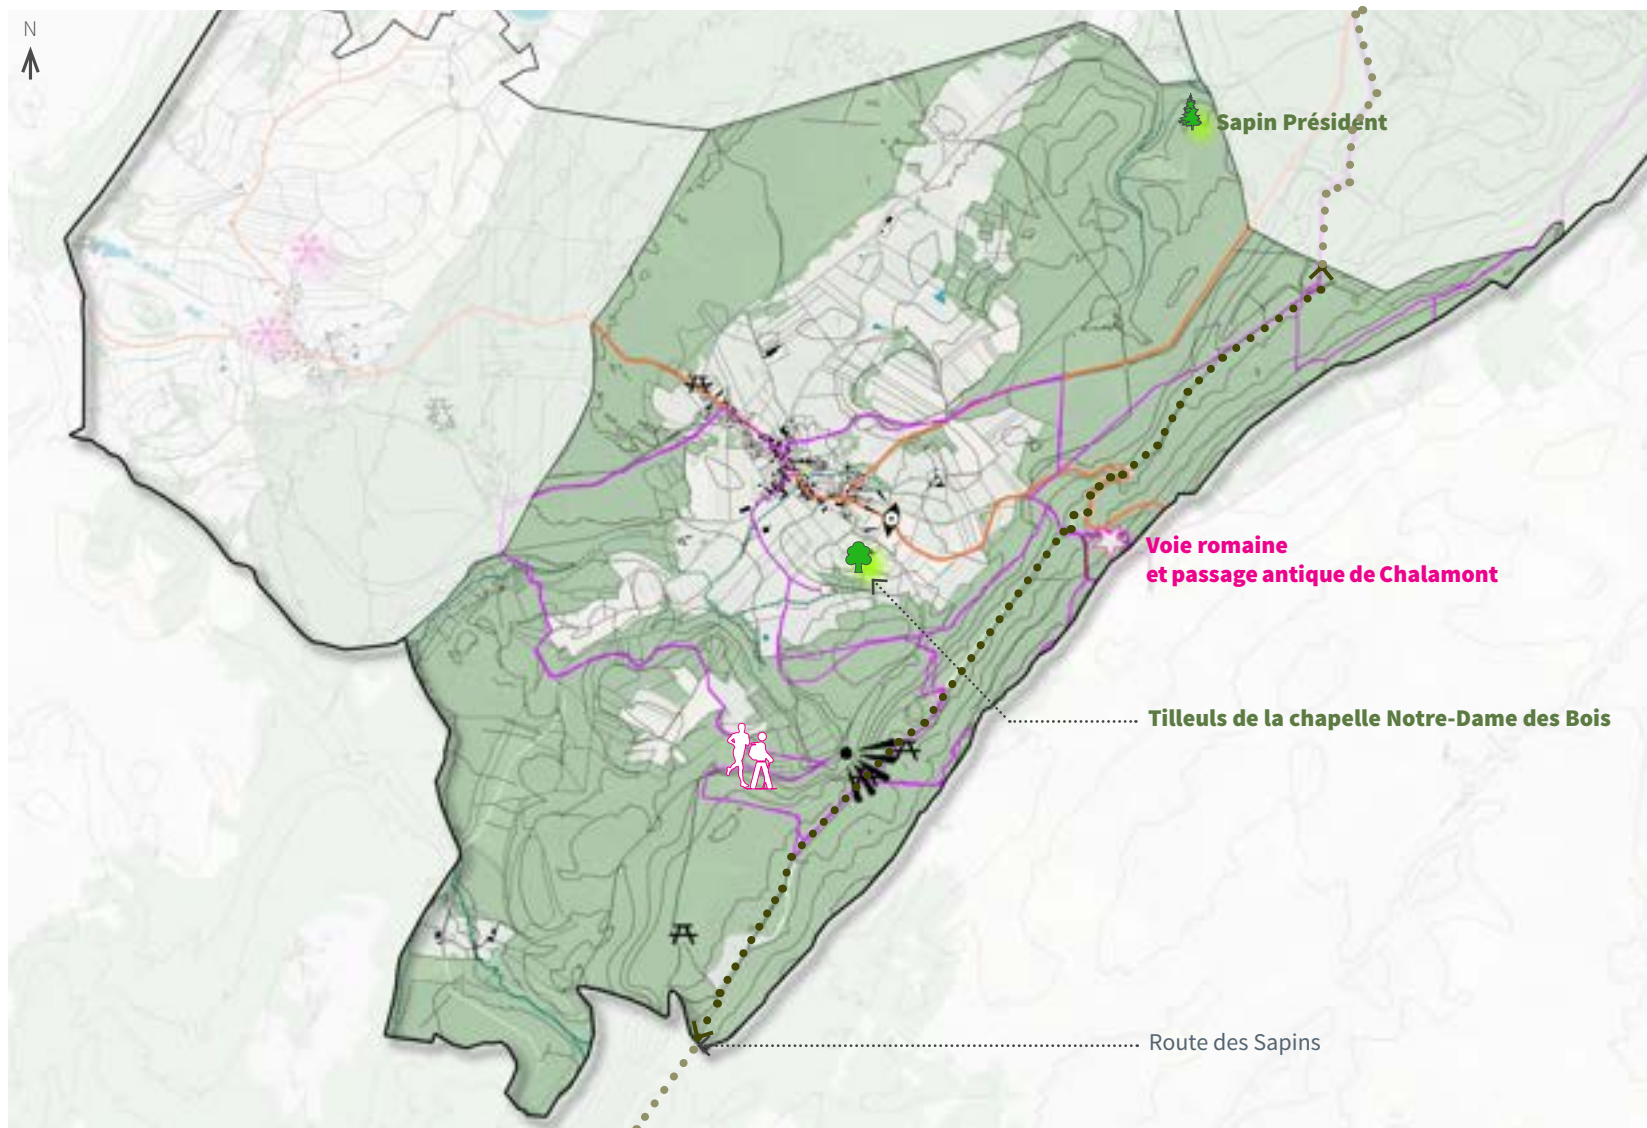 N
Sapin Président
Voie romaine
et passage antique de Chalamont
Tilleuls de la chapelle Notre-Dame des Bois
Route des Sapins